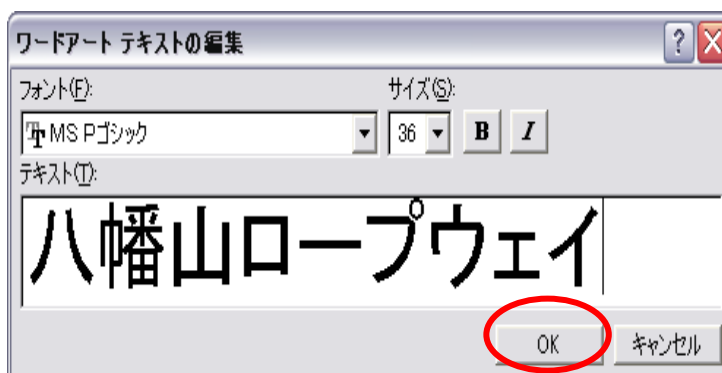 ワードアート テキストの編集
フォント(F): サイズ(S):
MS Pゴシック 36 B I
テキスト(T):
八幡山ロープウェイ
OK キャンセル